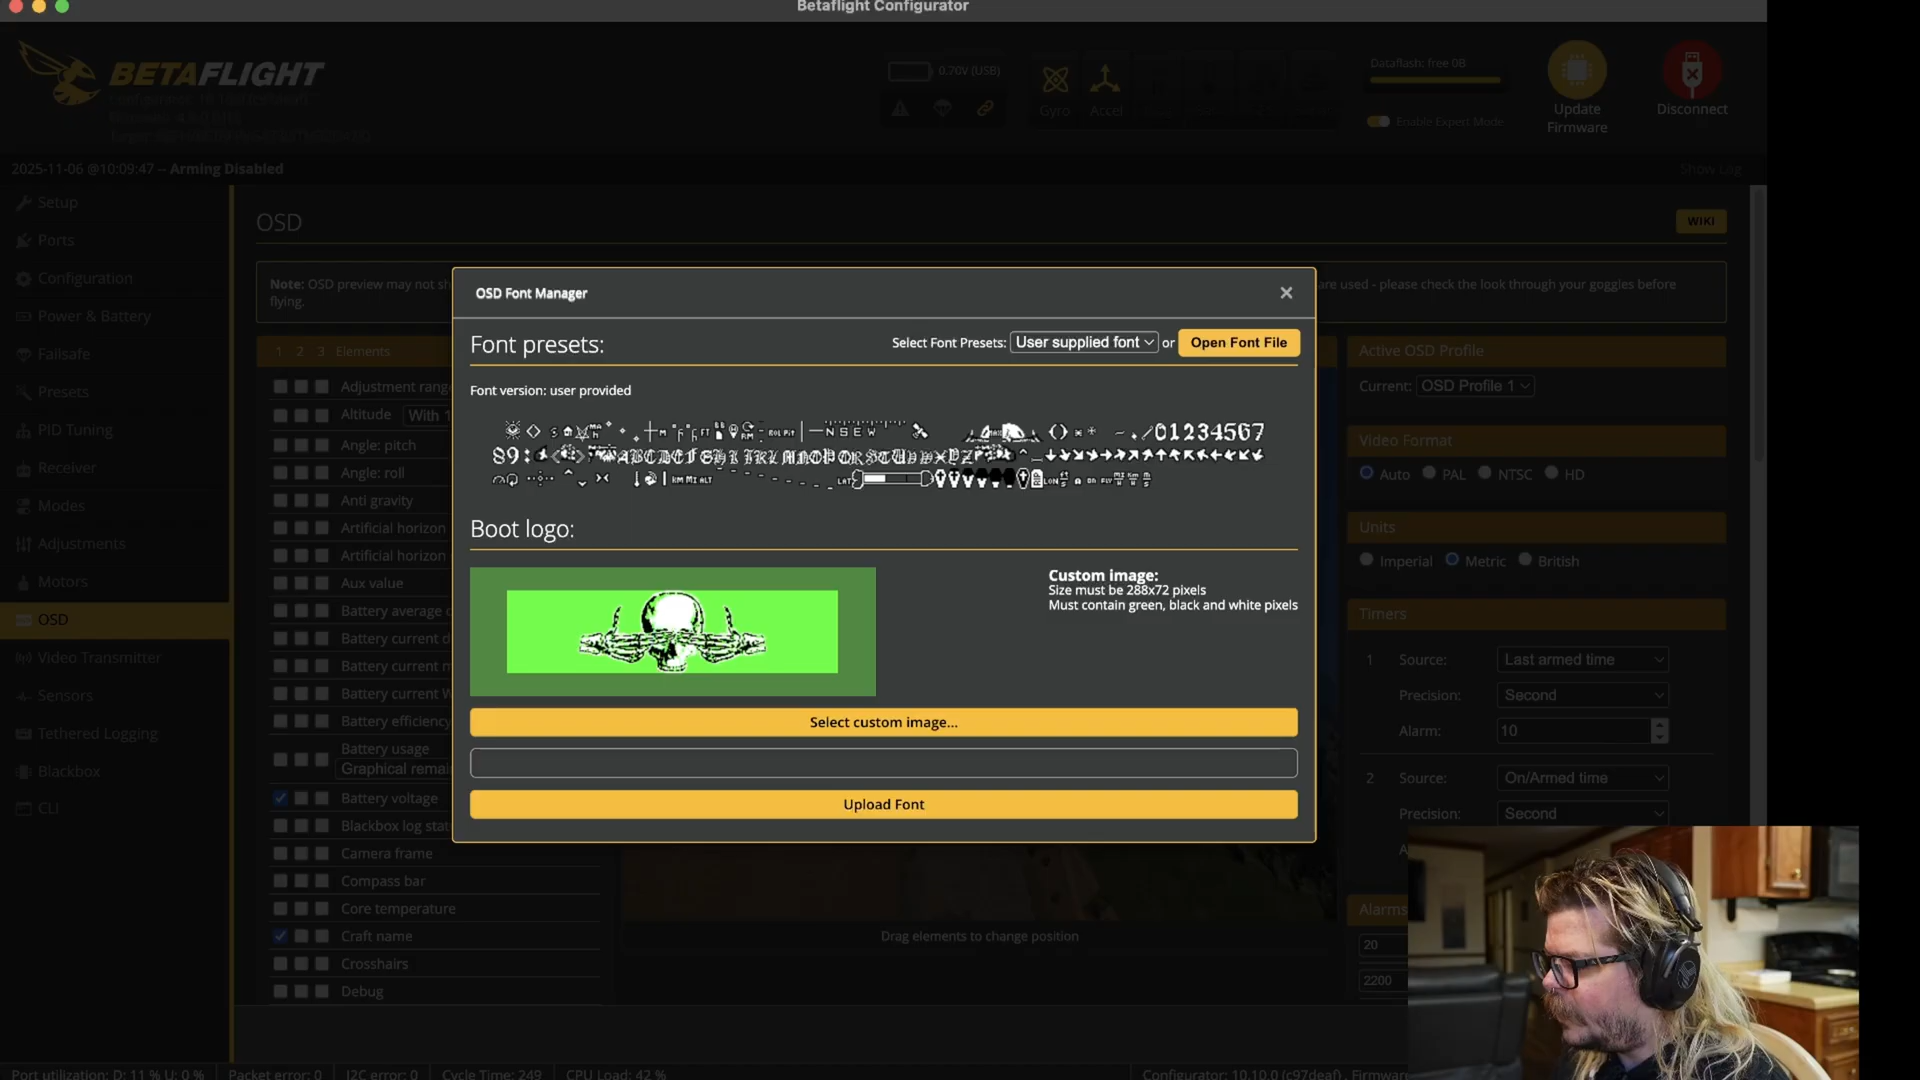 Betaflight Configurator
BETAFLIGHT
0.70V (USB)
Gyro
Accel
Dataflash: free 0B
Enable Expert Mode
Update
Firmware
Disconnect
2025-11-06 @10:09:47 -- Arming Disabled
Show Log
Setup
Ports
Configuration
Power & Battery
Failsafe
Presets
PID Tuning
Receiver
Modes
Adjustments
Motors
OSD
Video Transmitter
Sensors
Tethered Logging
Blackbox
CLI
OSD
WIKI
Note: OSD preview may not sh
are used - please check the look through your goggles before
flying.
1 2 3 Elements
Adjustment rang
Altitude With 1
Angle: pitch
Angle: roll
Anti gravity
Artificial horizon
Artificial horizon
Aux value
Battery average c
Battery current d
Battery current m
Battery current W
Battery efficiency
Battery usage
Graphical remai
Battery voltage
Blackbox log stat
Camera frame
Compass bar
Core temperature
Craft name
Crosshairs
Debug
OSD Font Manager
Font presets:
Select Font Presets: User supplied font or Open Font File
Font version: user provided
01234567
89:
Boot logo:
Custom image:
Size must be 288x72 pixels
Must contain green, black and white pixels
Select custom image...
Upload Font
Drag elements to change position
Active OSD Profile
Current: OSD Profile 1
Video Format
Auto PAL NTSC HD
Units
Imperial Metric British
Timers
1 Source: Last armed time
Precision: Second
Alarm: 10
2 Source: On/Armed time
Precision: Second
A
Alarms
20
2200
Port utilization: D: 11 % U: 0 %
Packet error: 0
I2C error: 0
Cycle Time: 249
CPU Load: 42 %
Configurator: 10.10.0 (c97deaf) , Firmwar